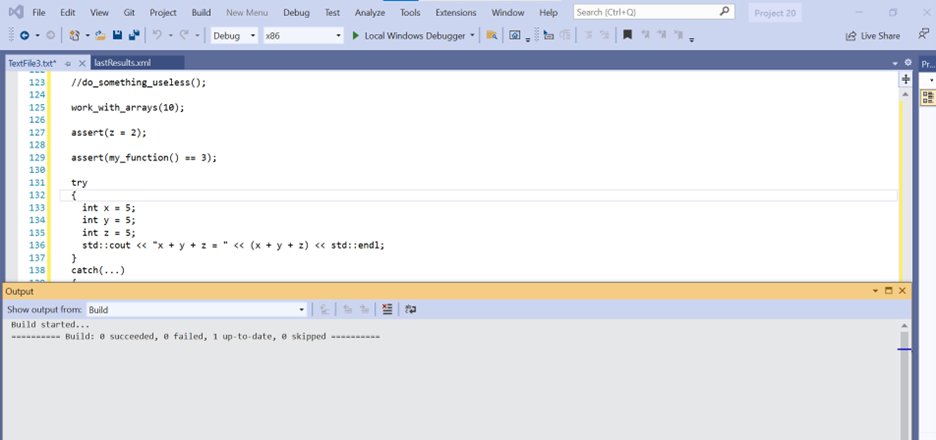 File Edit View Git Project Build New Menu Debug Test Analyze Tools Extensions Window Help Search (Ctrl+Q) Project 20
Debug x86 Local Windows Debugger Live Share
TextFile3.txt* lastResults.xml Pr...
123 //do_something_useless();
124
125 work_with_arrays(10);
126
127 assert(z = 2);
128
129 assert(my_function() == 3);
130
131 try
132 {
133 int x = 5;
134 int y = 5;
135 int z = 5;
136 std::cout << "x + y + z = " << (x + y + z) << std::endl;
137 }
138 catch(...)
Output
Show output from: Build
Build started...
========== Build: 0 succeeded, 0 failed, 1 up-to-date, 0 skipped ==========